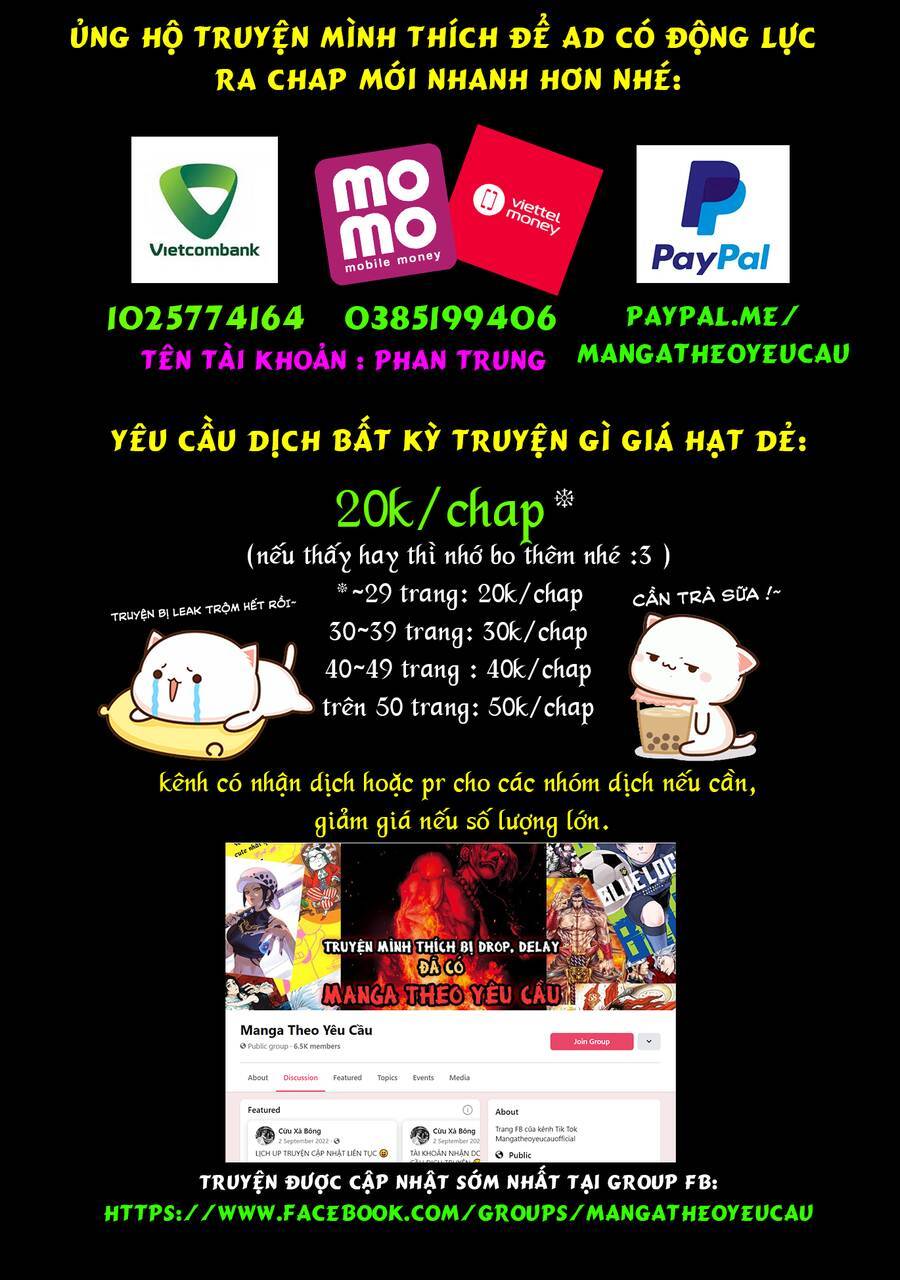 ỦNG HỘ TRUYỆN MÌNH THÍCH ĐỂ AD CÓ ĐỘNG LỰC
RA CHAP MỚI NHANH HƠN NHÉ:
Vietcombank
mo
mo
mobile money
viettel
money
PayPal
1025774164
0385199406
PAYPAL.ME/
MANGATHEOYEUCAU
TÊN TÀI KHOẢN : PHAN TRUNG
YÊU CẦU DỊCH BẤT KỲ TRUYỆN GÌ GIÁ HẠT DẺ:
20k/chap*
(nếu thấy hay thì nhớ bo thêm nhé :3 )
*~29 trang: 20k/chap
30~39 trang: 30k/chap
40~49 trang : 40k/chap
trên 50 trang: 50k/chap
TRUYỆN BỊ LEAK TRỘM HẾT RỒI~
CẦN TRÀ SỮA !~
kênh có nhận dịch hoặc pr cho các nhóm dịch nếu cần,
giảm giá nếu số lượng lớn.
BLUE LOC
TRUYỆN MÌNH THÍCH BỊ DROP, DELAY
ĐÃ CÓ
MANGA THEO YÊU CẦU
Manga Theo Yêu Cầu
Public group · 6.5K members
Join Group
About Discussion Featured Topics Events Media
Featured
Cừu Xả Bông
2 September 2022 ·
LỊCH UP TRUYỆN CẬP NHẬT LIÊN TỤC
Cừu Xả Bông
2 September 202
TÀI KHOẢN NHẬN DO
About
Trang FB của kênh Tik Tok
Mangatheoyeucauofficial
Public
TRUYỆN ĐƯỢC CẬP NHẬT SỚM NHẤT TẠI GROUP FB:
HTTPS://WWW.FACEBOOK.COM/GROUPS/MANGATHEOYEUCAU